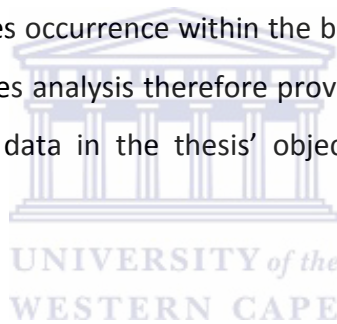 es occurrence within the b
es analysis therefore prov
data in the thesis’ objec
UNIVERSITY of the
WESTERN CAPE